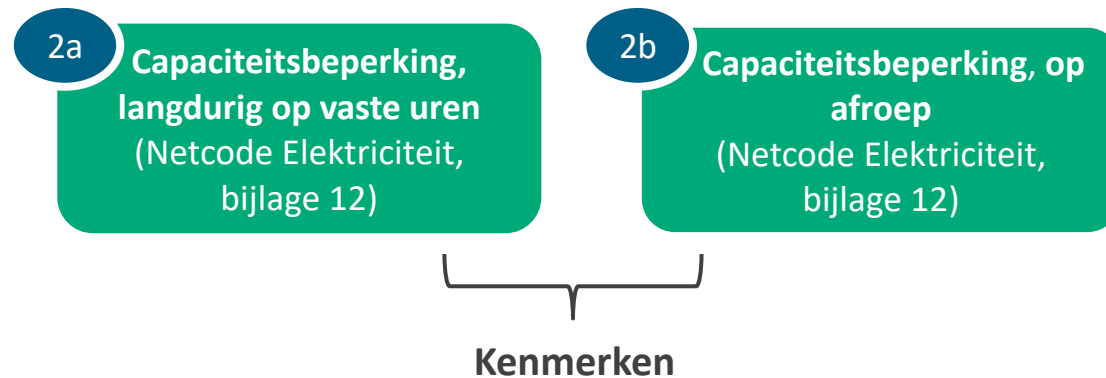 2a
Capaciteitsbeperking,
langdurig op vaste uren
(Netcode Elektriciteit,
bijlage 12)
2b
Capaciteitsbeperking, op
afroep
(Netcode Elektriciteit,
bijlage 12)
Kenmerken